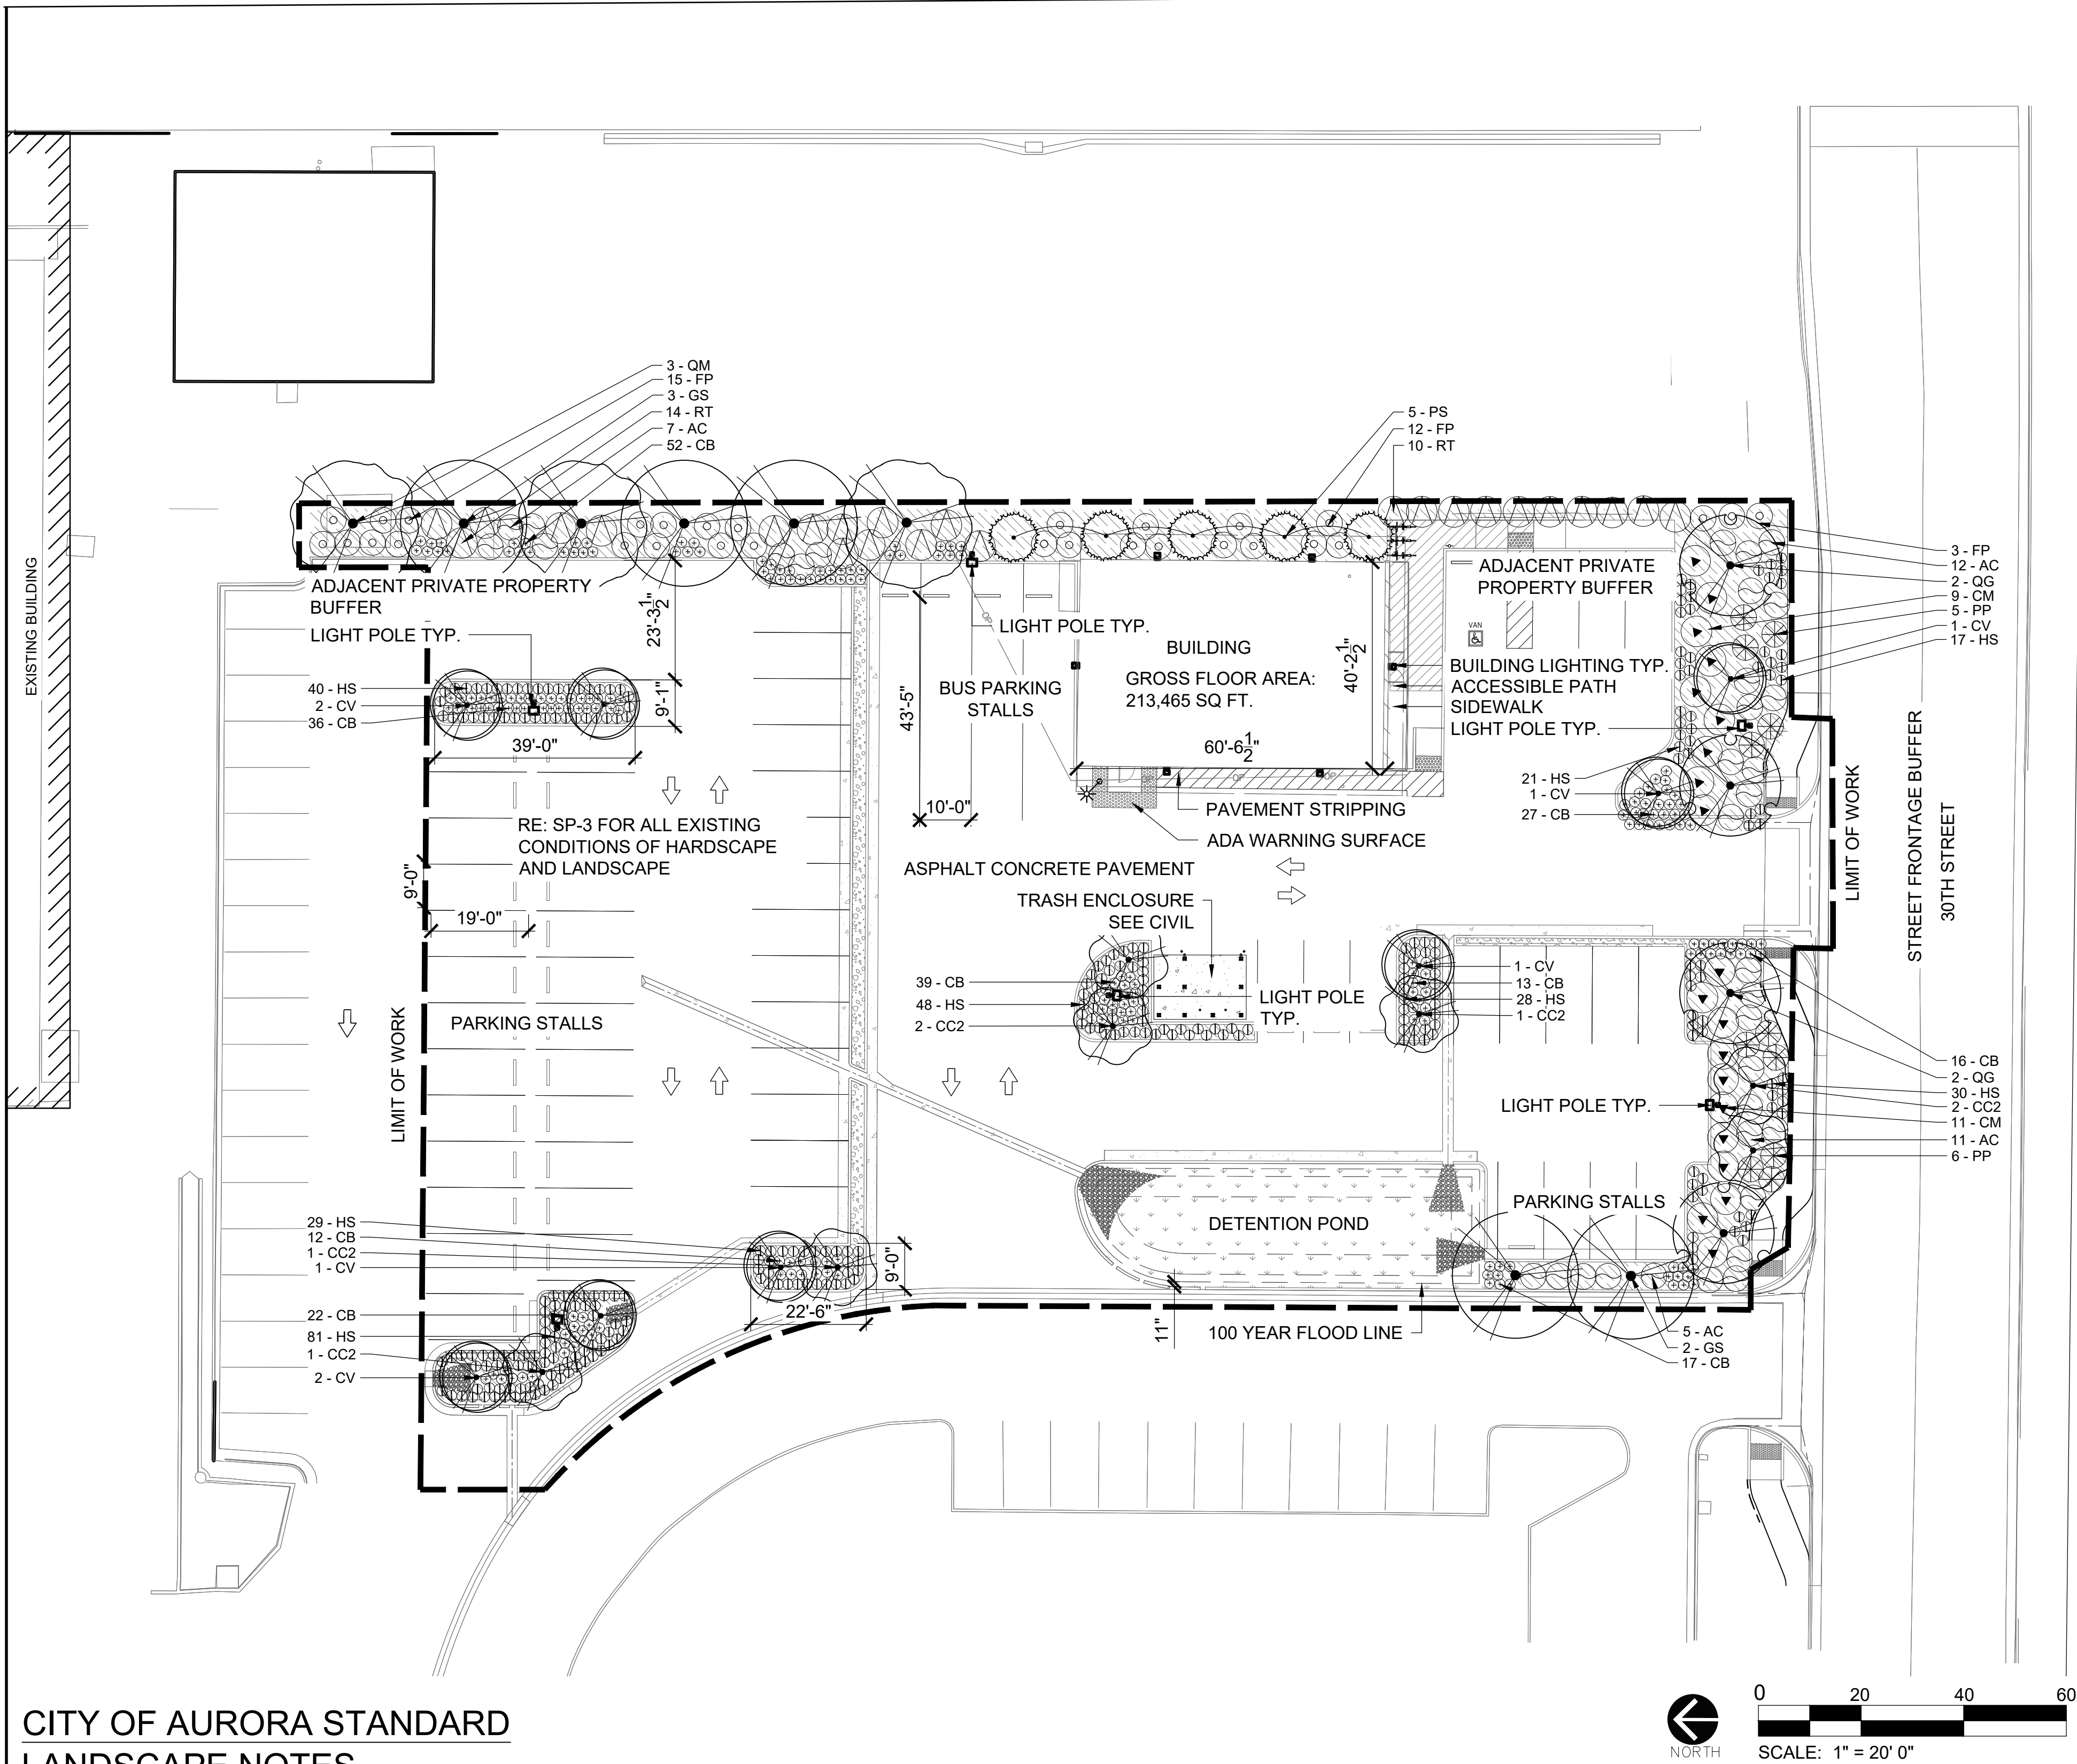 3 - QM
15 - FP
3 - GS
14 - RT
7 - AC
52 - CB
5 - PS
12 - FP
10 - RT
EXISTING BUILDING
ADJACENT PRIVATE PROPERTY
BUFFER
LIGHT POLE TYP.
23'-3 1/2"
LIGHT POLE TYP.
BUILDING
GROSS FLOOR AREA:
213,465 SQ FT.
40'-2 1/2"
60'-6 1/2"
ADJACENT PRIVATE
PROPERTY BUFFER
VAN
BUILDING LIGHTING TYP.
ACCESSIBLE PATH
SIDEWALK
LIGHT POLE TYP.
3 - FP
12 - AC
2 - QG
9 - CM
5 - PP
1 - CV
17 - HS
40 - HS
2 - CV
36 - CB
9'-1"
39'-0"
43'-5"
BUS PARKING
STALLS
10'-0"
21 - HS
1 - CV
27 - CB
PAVEMENT STRIPPING
ADA WARNING SURFACE
RE: SP-3 FOR ALL EXISTING
CONDITIONS OF HARDSCAPE
AND LANDSCAPE
9'-0"
19'-0"
ASPHALT CONCRETE PAVEMENT
TRASH ENCLOSURE
SEE CIVIL
LIMIT OF WORK
STREET FRONTAGE BUFFER
30TH STREET
39 - CB
48 - HS
2 - CC2
LIGHT POLE
TYP.
1 - CV
13 - CB
28 - HS
1 - CC2
PARKING STALLS
LIMIT OF WORK
LIGHT POLE TYP.
16 - CB
2 - QG
30 - HS
2 - CC2
11 - CM
11 - AC
6 - PP
29 - HS
12 - CB
1 - CC2
1 - CV
9'-0"
22'-6"
DETENTION POND
PARKING STALLS
22 - CB
81 - HS
1 - CC2
2 - CV
11"
100 YEAR FLOOD LINE
5 - AC
2 - GS
17 - CB
CITY OF AURORA STANDARD
LANDSCAPE NOTES
NORTH
0 20 40 60
SCALE: 1" = 20' 0"